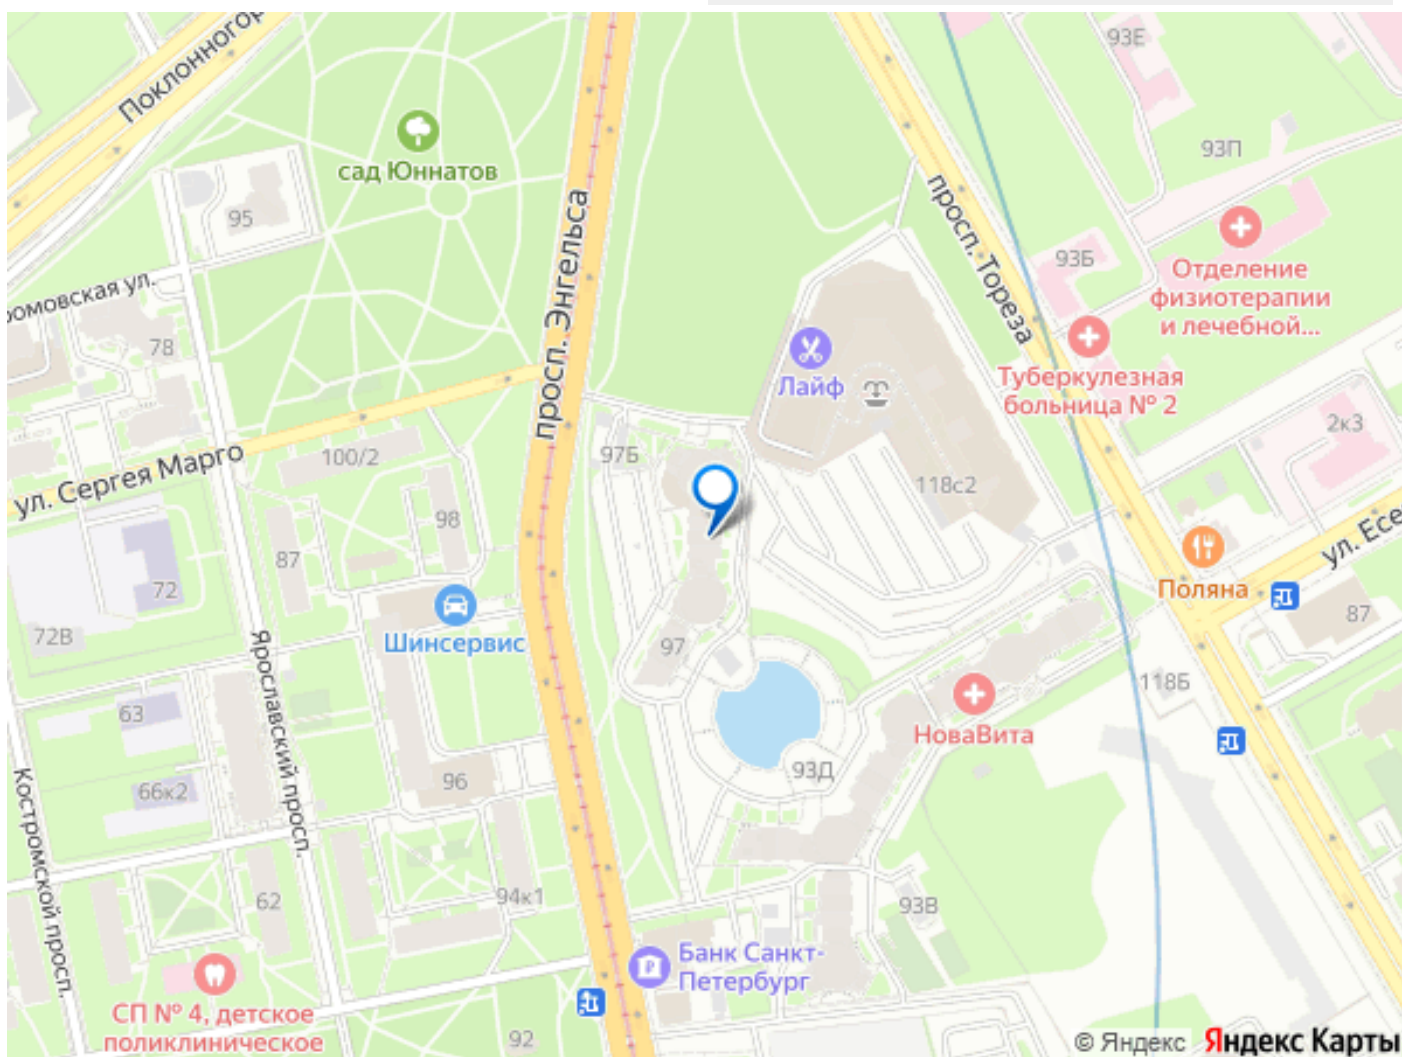 Поклонногор
93Е
93П
сад Юннатов
95
просп. Энгельса
просп. Тореза
93Б
Отделение
физиотерапии
и лечебной...
ромовская ул.
78
Лайф
Туберкулезная
больница № 2
2к3
ул. Сергея Марго
100/2
97Б
118с2
98
87
72
72В
Шинсервис
Поляна
ул. Есе
87
97
118Б
НоваВита
93Д
Ярославский просп.
63
66к2
96
Костромской просп.
62
94к1
93В
Банк Санкт-
Петербург
СП № 4, детское
поликлиническое
92
© Яндекс Яндекс Карты